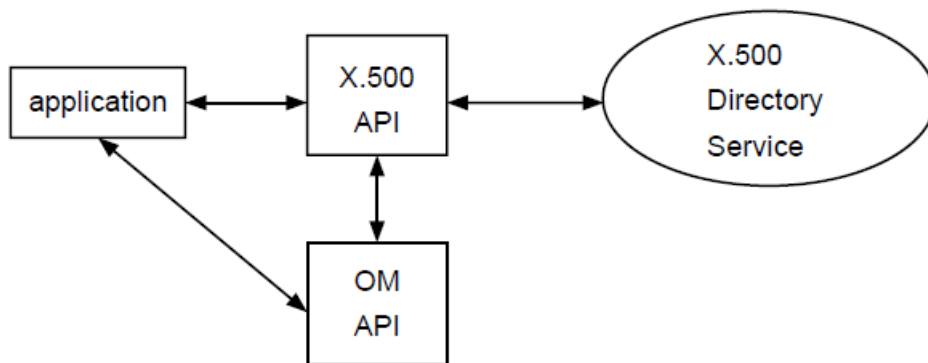 application
X.500
API
X.500
Directory
Service
OM
API